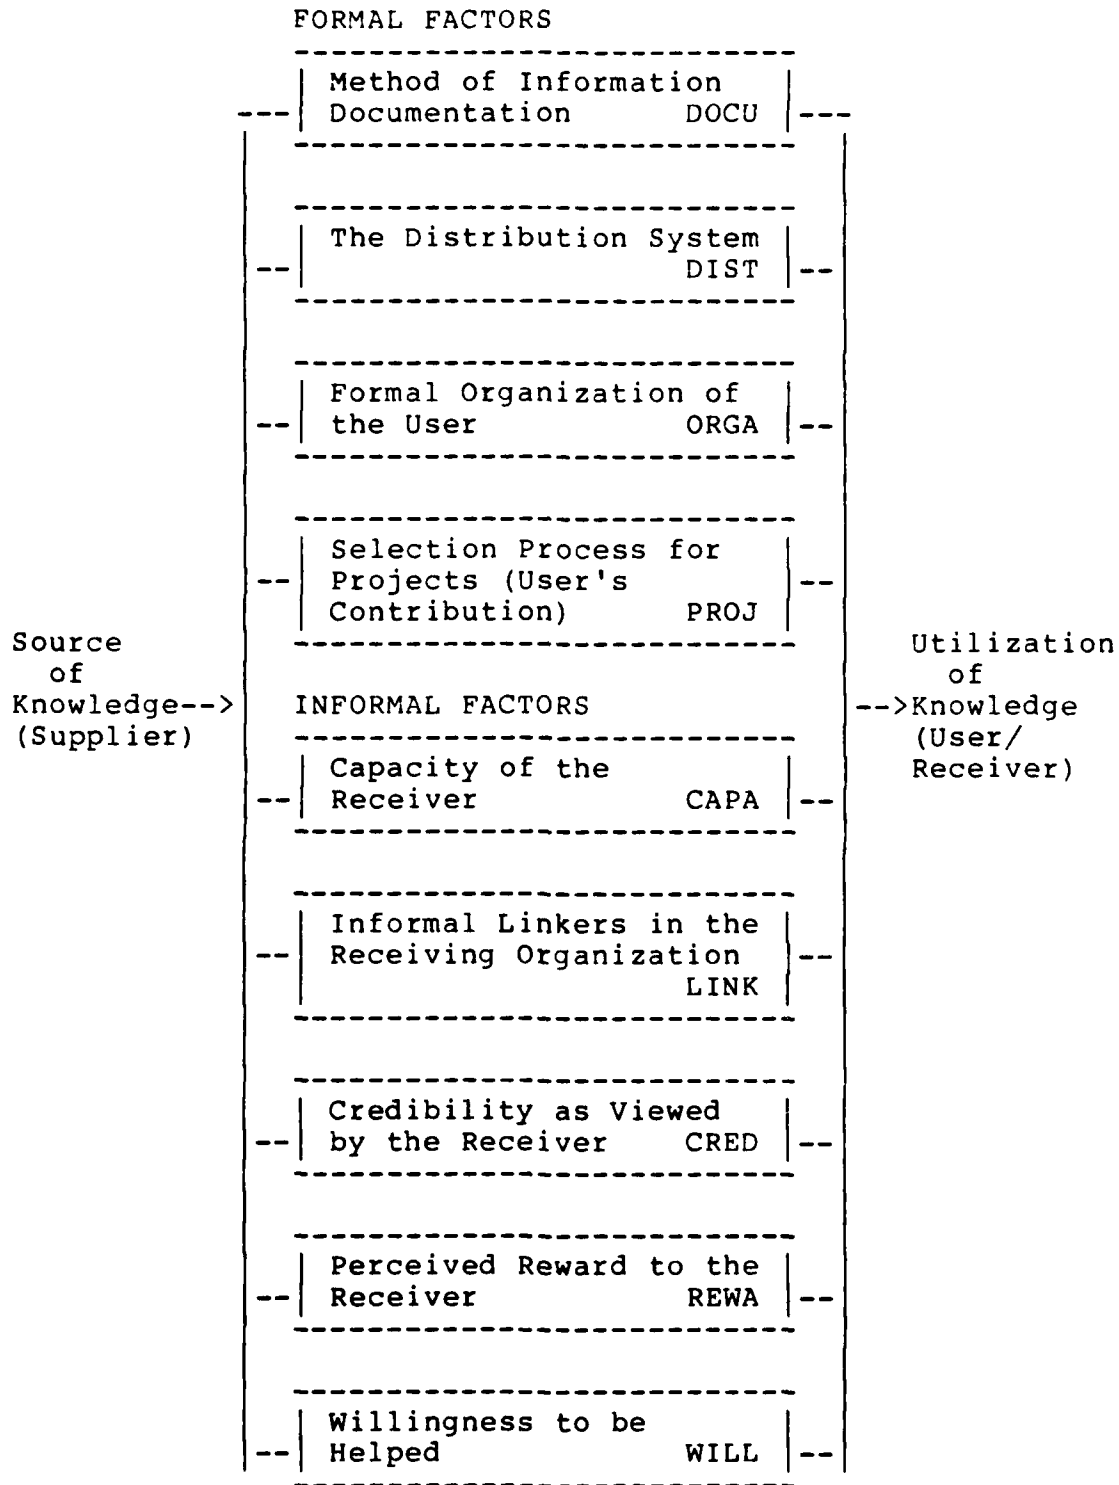 FORMAL FACTORS
Method of Information
Documentation DOCU
The Distribution System
DIST
Formal Organization of
the User ORGA
Selection Process for
Projects (User's
Contribution) PROJ
Source
of
Knowledge-->
(Supplier)
INFORMAL FACTORS
Capacity of the
Receiver CAPA
Informal Linkers in the
Receiving Organization
LINK
Credibility as Viewed
by the Receiver CRED
Perceived Reward to the
Receiver REWA
Willingness to be
Helped WILL
Utilization
of
-->Knowledge
(User/
Receiver)